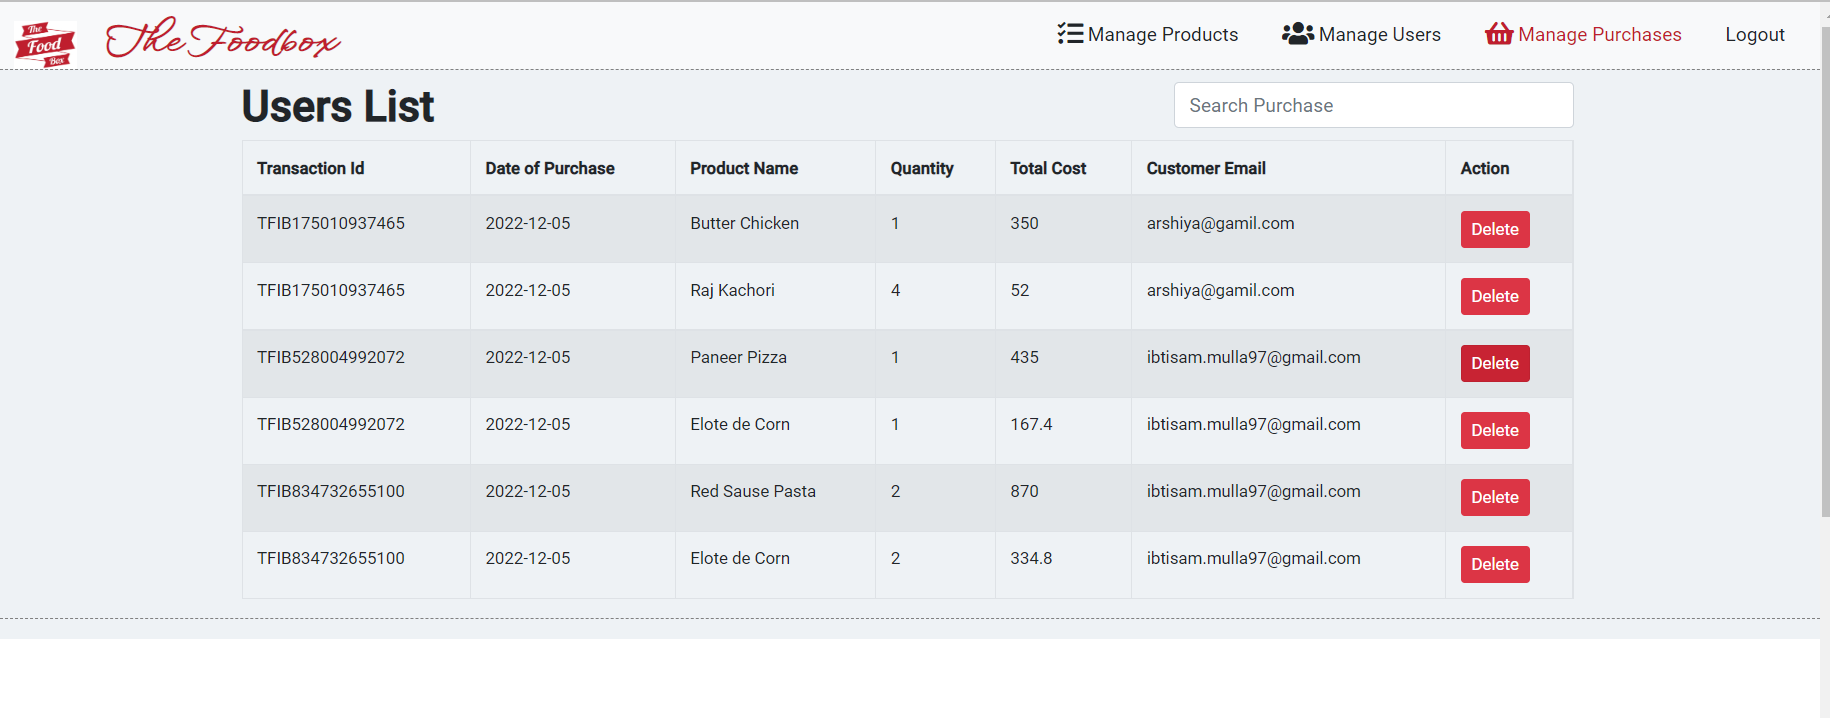 The
Food
Box
The Foodbox
Manage Products Manage Users Manage Purchases Logout
Users List
Search Purchase
Transaction Id Date of Purchase Product Name Quantity Total Cost Customer Email Action
TFIB175010937465 2022-12-05 Butter Chicken 1 350 arshiya@gamil.com Delete
TFIB175010937465 2022-12-05 Raj Kachori 4 52 arshiya@gamil.com Delete
TFIB528004992072 2022-12-05 Paneer Pizza 1 435 ibtisam.mulla97@gmail.com Delete
TFIB528004992072 2022-12-05 Elote de Corn 1 167.4 ibtisam.mulla97@gmail.com Delete
TFIB834732655100 2022-12-05 Red Sause Pasta 2 870 ibtisam.mulla97@gmail.com Delete
TFIB834732655100 2022-12-05 Elote de Corn 2 334.8 ibtisam.mulla97@gmail.com Delete